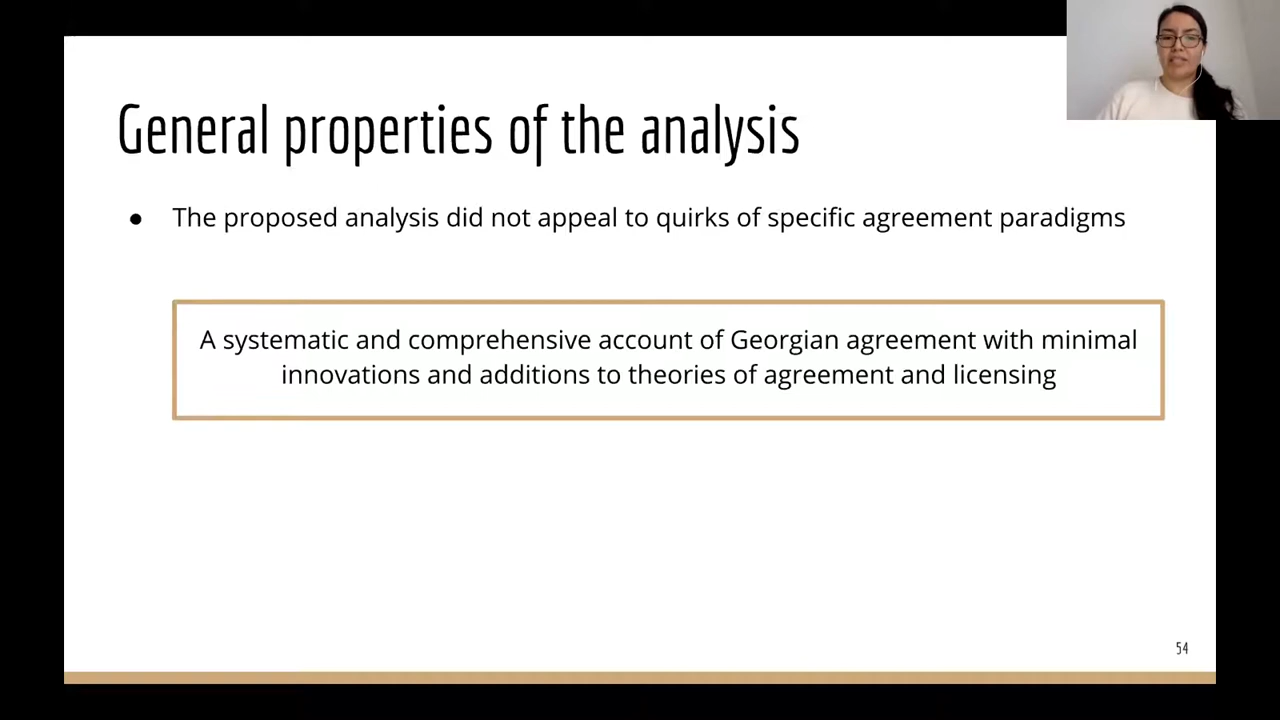 General properties of the analysis
● The proposed analysis did not appeal to quirks of specific agreement paradigms
A systematic and comprehensive account of Georgian agreement with minimal
innovations and additions to theories of agreement and licensing
54